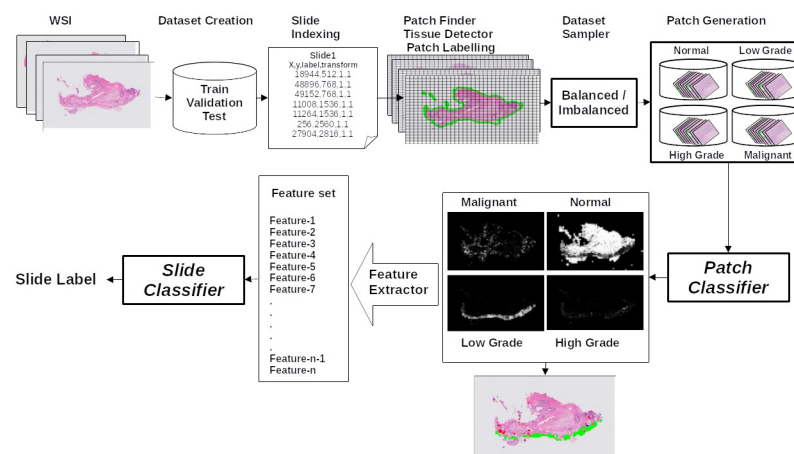 WSI
Dataset Creation
Slide
Indexing
Patch Finder
Tissue Detector
Patch Labelling
Dataset
Sampler
Patch Generation
Train
Validation
Test
Slide1
X,y,label,transform
18944,512,1.1
48896,768,1.1
49152,768,1.1
11008,1536,1.1
11264,1536,1.1
256,2560,1.1
27904,2816,1.1
Balanced /
Imbalanced
Normal
Low Grade
High Grade
Malignant
Patch
Classifier
Malignant
Normal
Low Grade
High Grade
Feature
Extractor
Feature set
Feature-1
Feature-2
Feature-3
Feature-4
Feature-5
Feature-6
Feature-7
.
.
.
.
.
Feature-n-1
Feature-n
Slide
Classifier
Slide Label